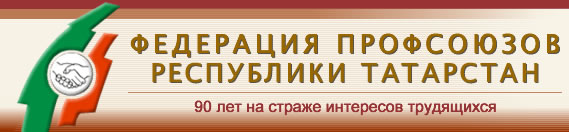 ФЕДЕРАЦИЯ ПРОФСОЮЗОВ
РЕСПУБЛИКИ ТАТАРСТАН
90 лет на страже интересов трудящихся